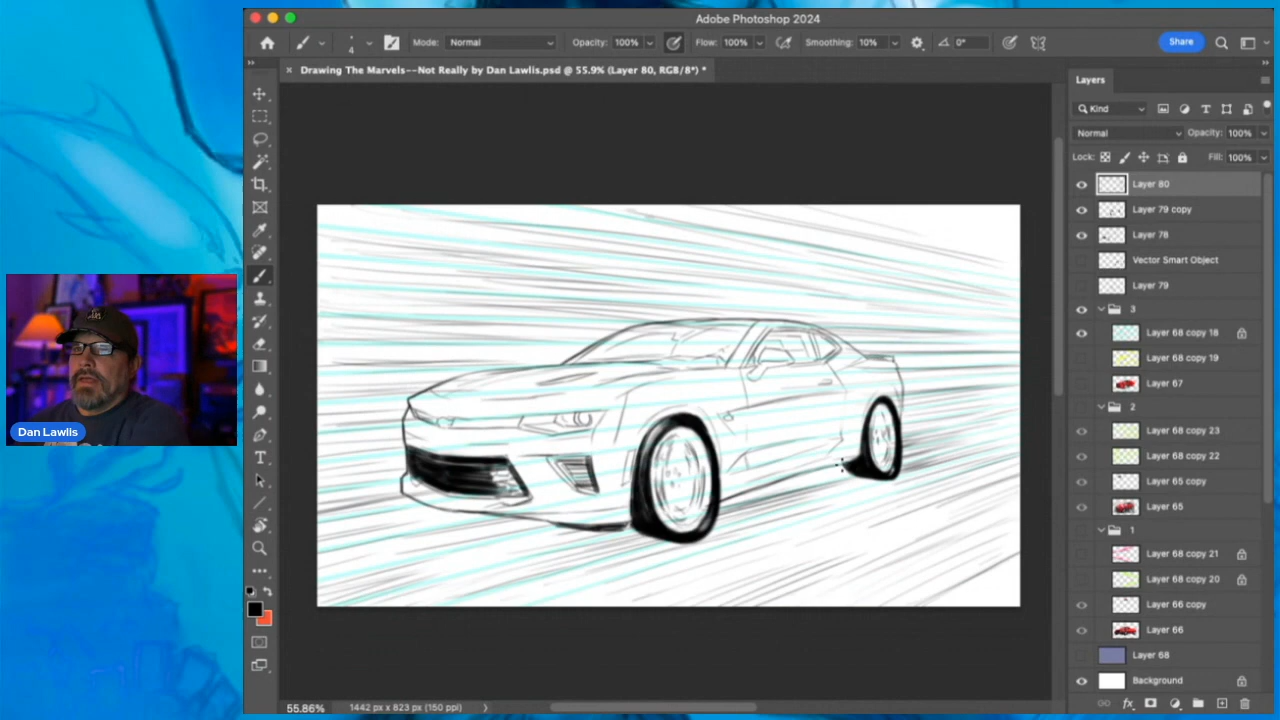 Adobe Photoshop 2024
4
Mode: Normal
Opacity: 100%
Flow: 100%
Smoothing: 10%
0°
Share
Drawing The Marvels--Not Really by Dan Lawlis.psd @ 55.9% (Layer 80, RGB/8*) *
Layers
Kind
Normal
Opacity: 100%
Lock:
Fill: 100%
Layer 80
Layer 79 copy
Layer 78
Vector Smart Object
Layer 79
3
Layer 68 copy 18
Layer 68 copy 19
Layer 67
2
Layer 68 copy 23
Layer 68 copy 22
Layer 65 copy
Layer 65
1
Layer 68 copy 21
Layer 68 copy 20
Layer 66 copy
Layer 66
Layer 68
Background
Dan Lawlis
55.86%
1442 px x 823 px (150 ppi)